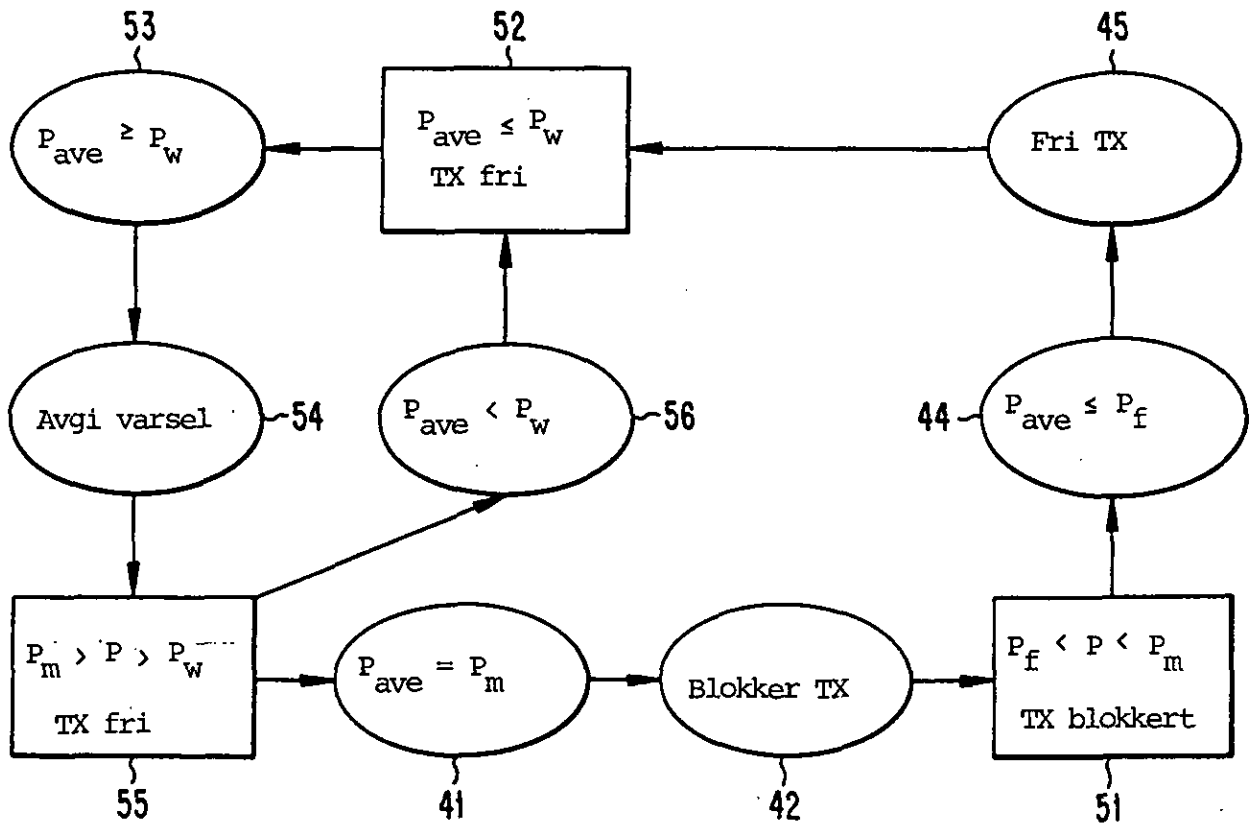 53
52
45
P_ave ≥ P_w
P_ave ≤ P_w
TX fri
Fri TX
Avgi varsel
54
P_ave < P_w
56
44
P_ave ≤ P_f
P_m > P > P_w
TX fri
P_ave = P_m
Blokker TX
P_f < P < P_m
TX blokkert
55
41
42
51